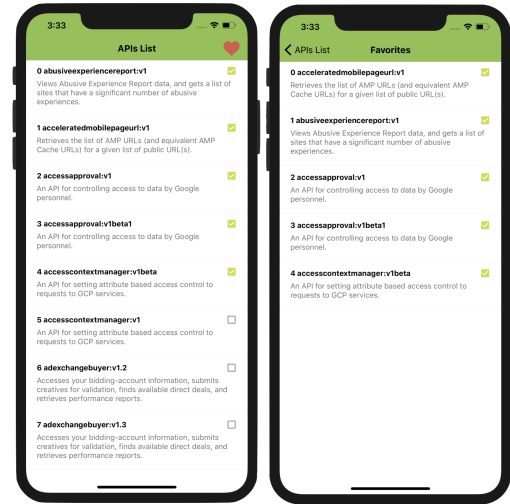 3:33
APIs List
0 abusiveexperiencereport:v1
Views Abusive Experience Report data, and gets a list of
sites that have a significant number of abusive
experiences.
1 acceleratedmobilepageurl:v1
Retrieves the list of AMP URLs (and equivalent AMP
Cache URLs) for a given list of public URL(s).
2 accessapproval:v1
An API for controlling access to data by Google
personnel.
3 accessapproval:v1beta1
An API for controlling access to data by Google
personnel.
4 accesscontextmanager:v1beta
An API for setting attribute based access control to
requests to GCP services.
5 accesscontextmanager:v1
An API for setting attribute based access control to
requests to GCP services.
6 adexchangebuyer:v1.2
Accesses your bidding-account information, submits
creatives for validation, finds available direct deals, and
retrieves performance reports.
7 adexchangebuyer:v1.3
Accesses your bidding-account information, submits
creatives for validation, finds available direct deals, and
retrieves performance reports.
3:33
APIs List
Favorites
0 acceleratedmobilepageurl:v1
Retrieves the list of AMP URLs (and equivalent AMP
Cache URLs) for a given list of public URL(s).
1 abusiveexperiencereport:v1
Views Abusive Experience Report data, and gets a list of
sites that have a significant number of abusive
experiences.
2 accessapproval:v1
An API for controlling access to data by Google
personnel.
3 accessapproval:v1beta1
An API for controlling access to data by Google
personnel.
4 accesscontextmanager:v1beta
An API for setting attribute based access control to
requests to GCP services.